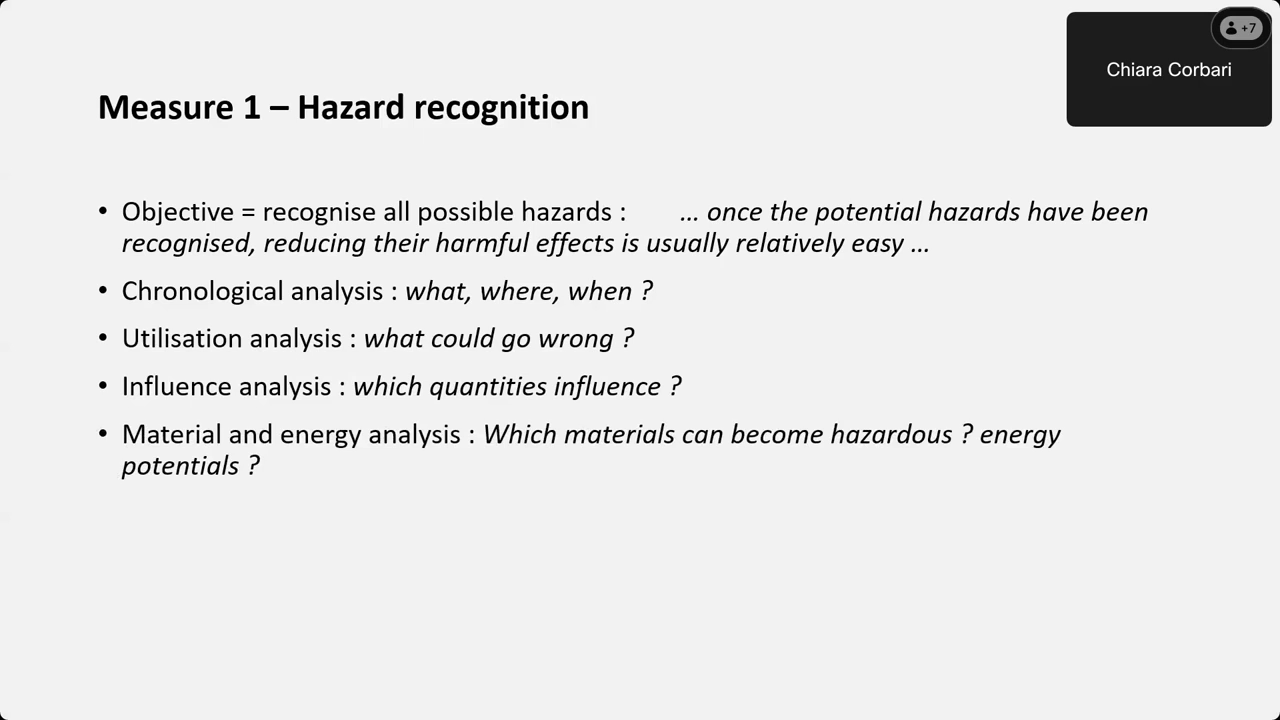 +7
Chiara Corbari
Measure 1 – Hazard recognition
• Objective = recognise all possible hazards : … once the potential hazards have been
recognised, reducing their harmful effects is usually relatively easy …
• Chronological analysis : what, where, when ?
• Utilisation analysis : what could go wrong ?
• Influence analysis : which quantities influence ?
• Material and energy analysis : Which materials can become hazardous ? energy
potentials ?